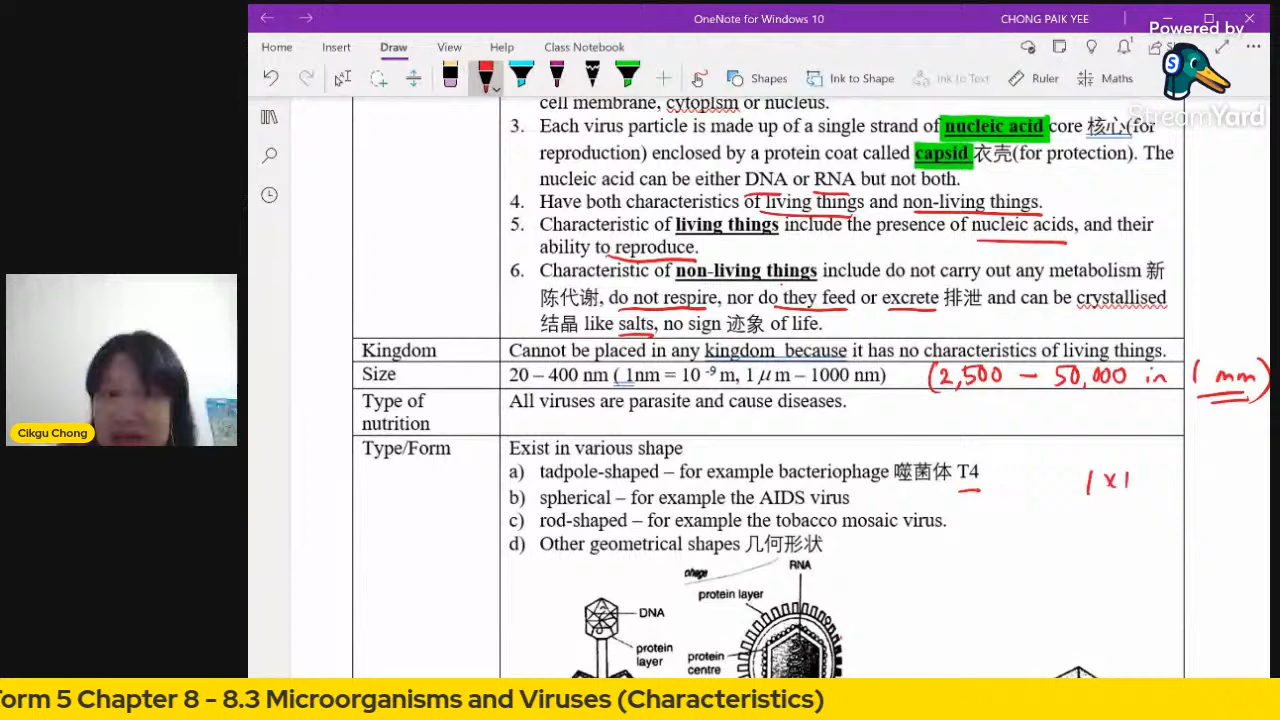 OneNote for Windows 10
CHONG PAIK YEE
Powered by
StreamYard
Home Insert Draw View Help Class Notebook
Shapes Ink to Shape Ink to Text Ruler Maths
cell membrane, cytoplsm or nucleus.
3. Each virus particle is made up of a single strand of nucleic acid core 核心(for
reproduction) enclosed by a protein coat called capsid 衣壳(for protection). The
nucleic acid can be either DNA or RNA but not both.
4. Have both characteristics of living things and non-living things.
5. Characteristic of living things include the presence of nucleic acids, and their
ability to reproduce.
6. Characteristic of non-living things include do not carry out any metabolism 新
陈代谢, do not respire, nor do they feed or excrete 排泄 and can be crystallised
结晶 like salts, no sign 迹象 of life.
Kingdom Cannot be placed in any kingdom because it has no characteristics of living things.
Size 20 – 400 nm ( 1nm = 10 -9 m, 1 μ m – 1000 nm) (2,500 – 50,000 in 1 mm)
Type of
nutrition
All viruses are parasite and cause diseases.
Type/Form Exist in various shape
a) tadpole-shaped – for example bacteriophage 噬菌体 T4
1 x 1
b) spherical – for example the AIDS virus
c) rod-shaped – for example the tobacco mosaic virus.
d) Other geometrical shapes 几何形状
phage
RNA
protein layer
DNA
protein
layer
protein
centre
Cikgu Chong
Form 5 Chapter 8 - 8.3 Microorganisms and Viruses (Characteristics)